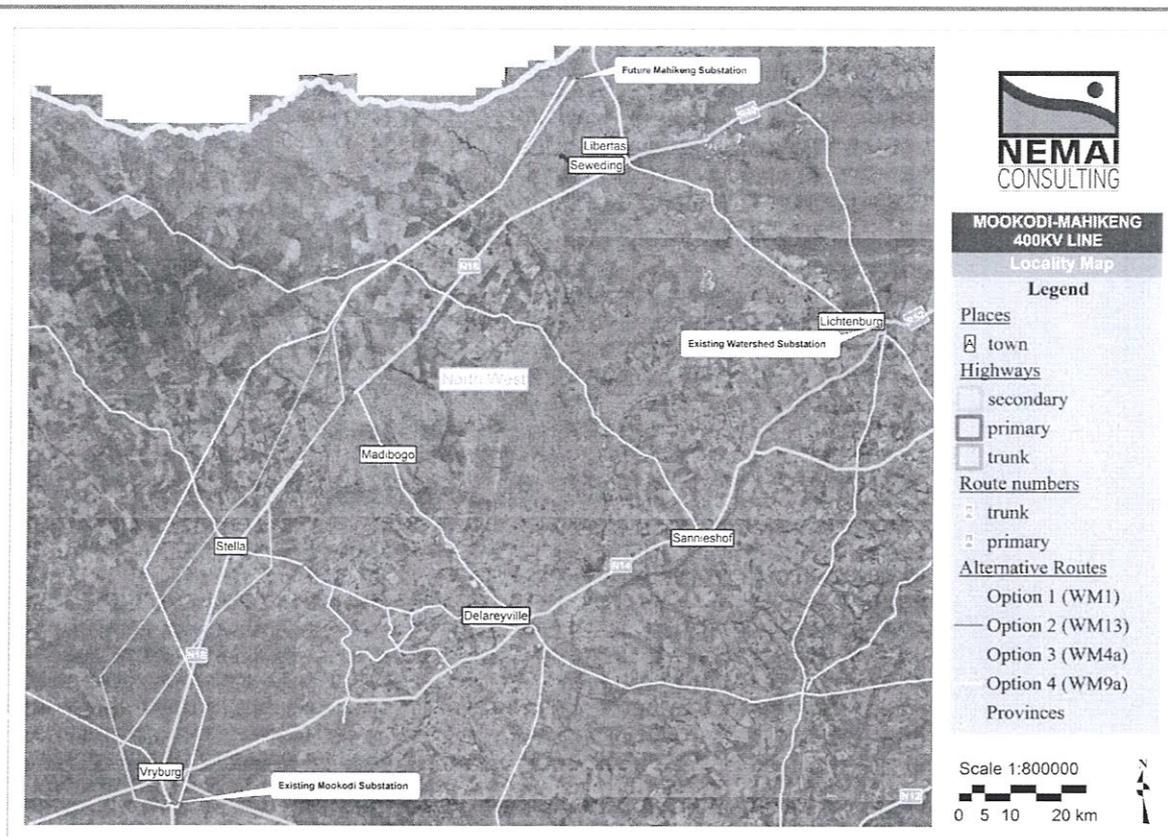 Future Mahikeng Substation
Libertas
Seweding
N18
Lichtenburg
N12
Existing Watershed Substation
North West
Madibogo
Stella
Sannieshof
N14
Delareyville
N18
Vryburg
Existing Mookodi Substation
N12
NEMAI
CONSULTING
MOOKODI-MAHIKENG
400KV LINE
Locality Map
Legend
Places
A town
Highways
secondary
primary
trunk
Route numbers
trunk
primary
Alternative Routes
Option 1 (WM1)
Option 2 (WM13)
Option 3 (WM4a)
Option 4 (WM9a)
Provinces
Scale 1:800000
N
0 5 10 20 km